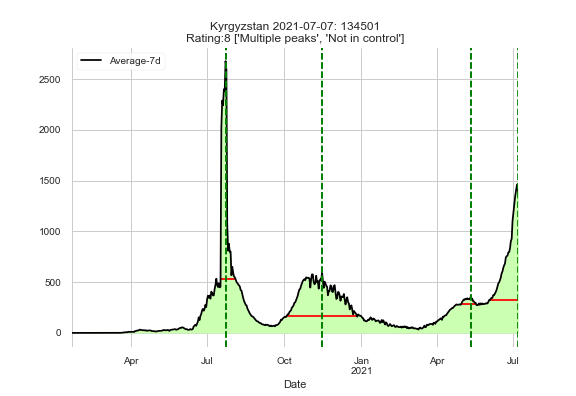 Kyrgyzstan 2021-07-07: 134501
Rating:8 ['Multiple peaks', 'Not in control']
Average-7d
2500
2000
1500
1000
500
0
Apr Jul Oct Jan Apr Jul
2021
Date